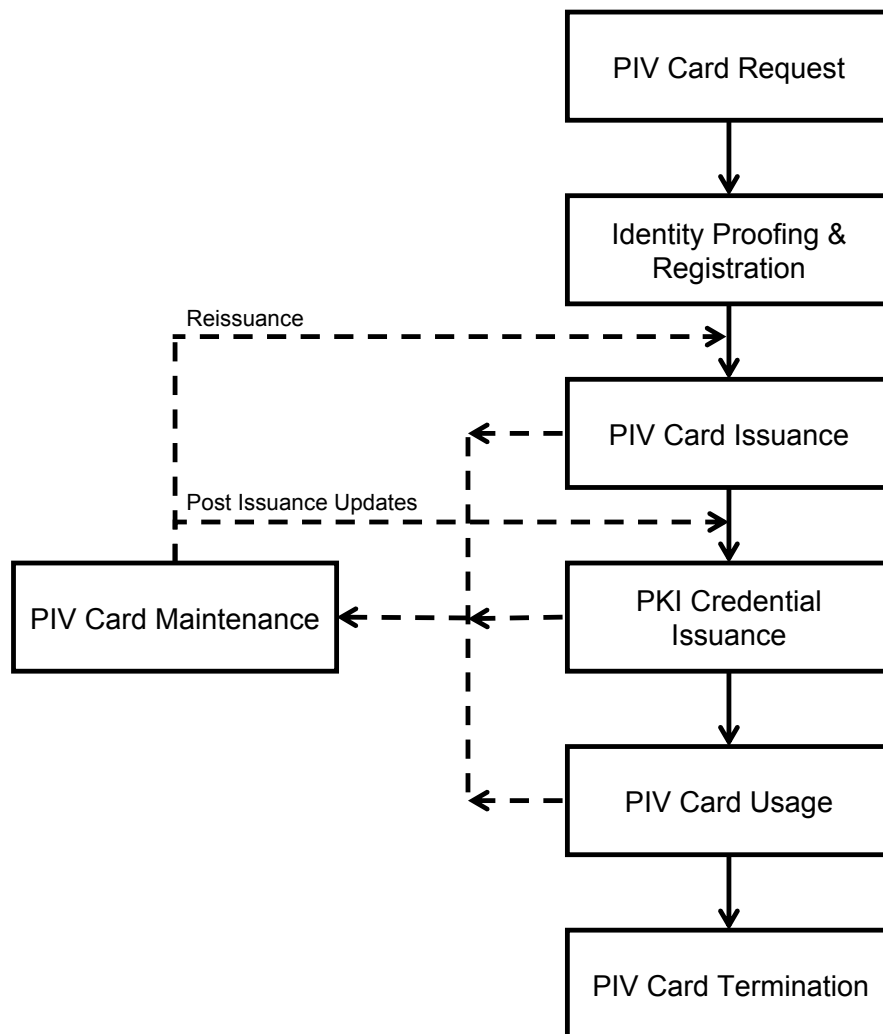 PIV Card Request
Identity Proofing &
Registration
Reissuance
PIV Card Issuance
Post Issuance Updates
PIV Card Maintenance
PKI Credential
Issuance
PIV Card Usage
PIV Card Termination